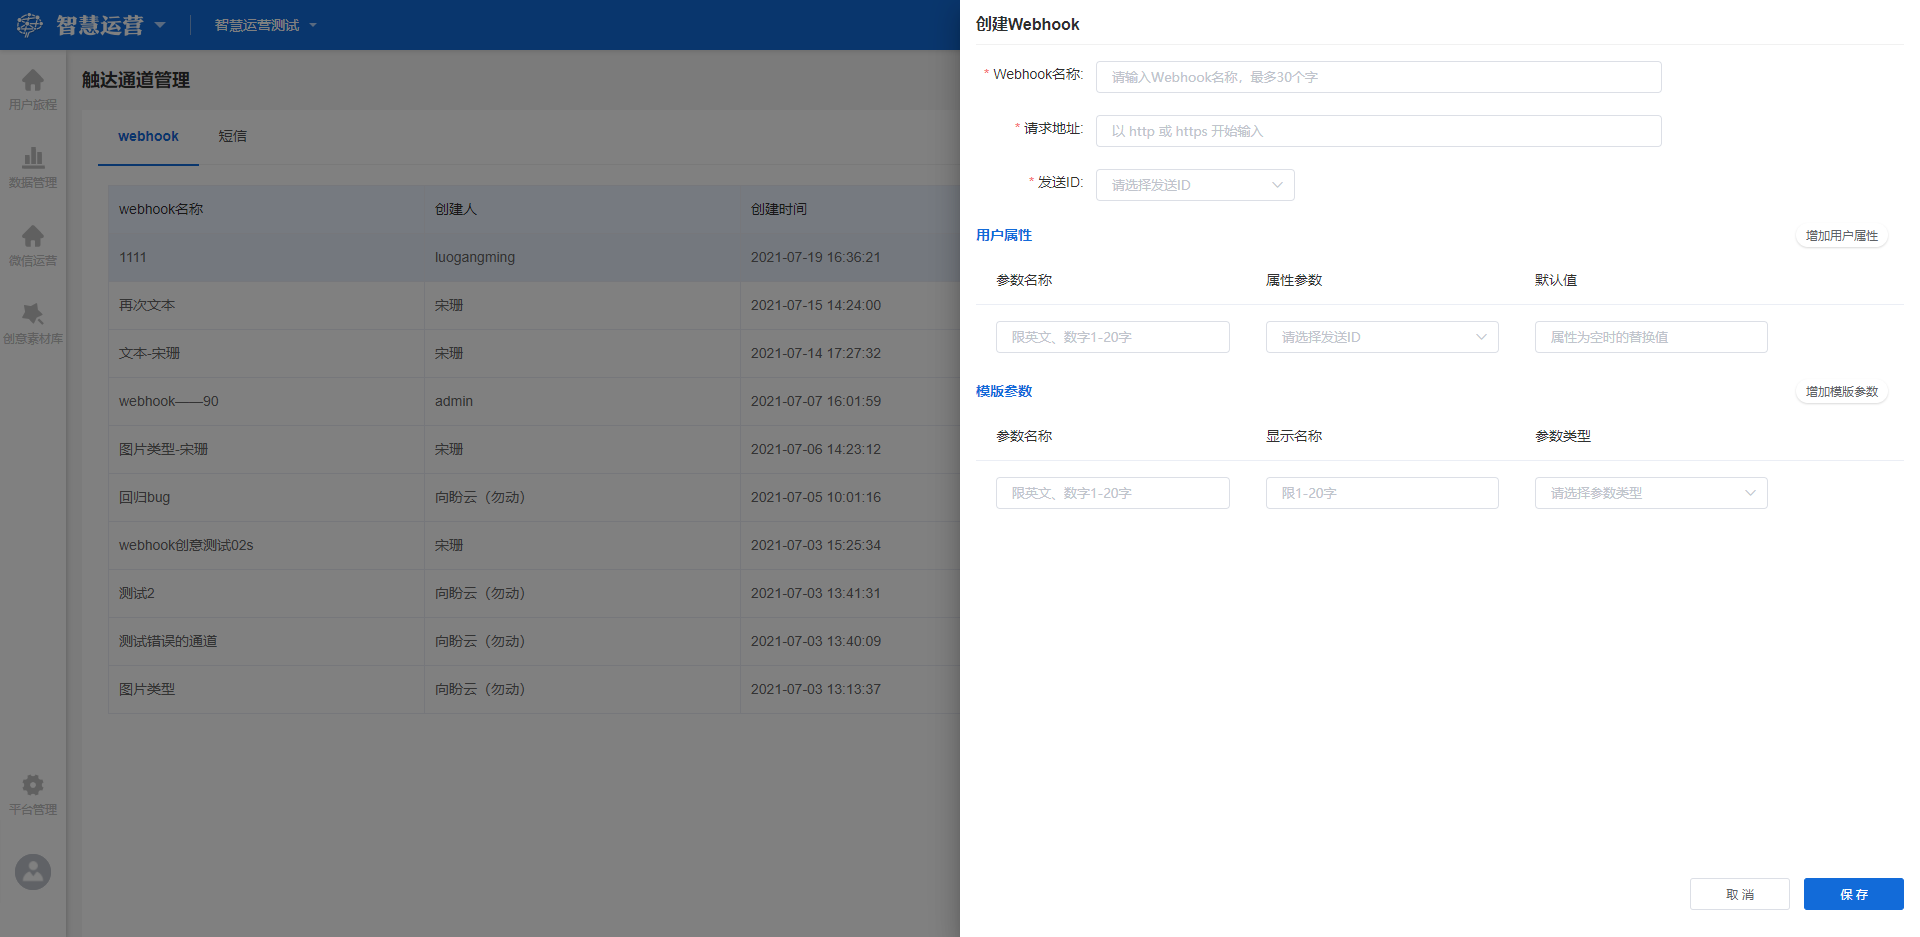 智慧运营
智慧运营测试
用户旅程
数据管理
微信运营
创意素材库
平台管理
触达通道管理
webhook 短信
webhook名称 创建人 创建时间
1111 luogangming 2021-07-19 16:36:21
再次文本 宋珊 2021-07-15 14:24:00
文本-宋珊 宋珊 2021-07-14 17:27:32
webhook——90 admin 2021-07-07 16:01:59
图片类型-宋珊 宋珊 2021-07-06 14:23:12
回归bug 向盼云（勿动） 2021-07-05 10:01:16
webhook创意测试02s 宋珊 2021-07-03 15:25:34
测试2 向盼云（勿动） 2021-07-03 13:41:31
测试错误的通道 向盼云（勿动） 2021-07-03 13:40:09
图片类型 向盼云（勿动） 2021-07-03 13:13:37
创建Webhook
* Webhook名称: 请输入Webhook名称，最多30个字
* 请求地址: 以 http 或 https 开始输入
* 发送ID: 请选择发送ID
用户属性 增加用户属性
参数名称 属性参数 默认值
限英文、数字1-20字 请选择发送ID 属性为空时的替换值
模版参数 增加模版参数
参数名称 显示名称 参数类型
限英文、数字1-20字 限1-20字 请选择参数类型
取消 保存